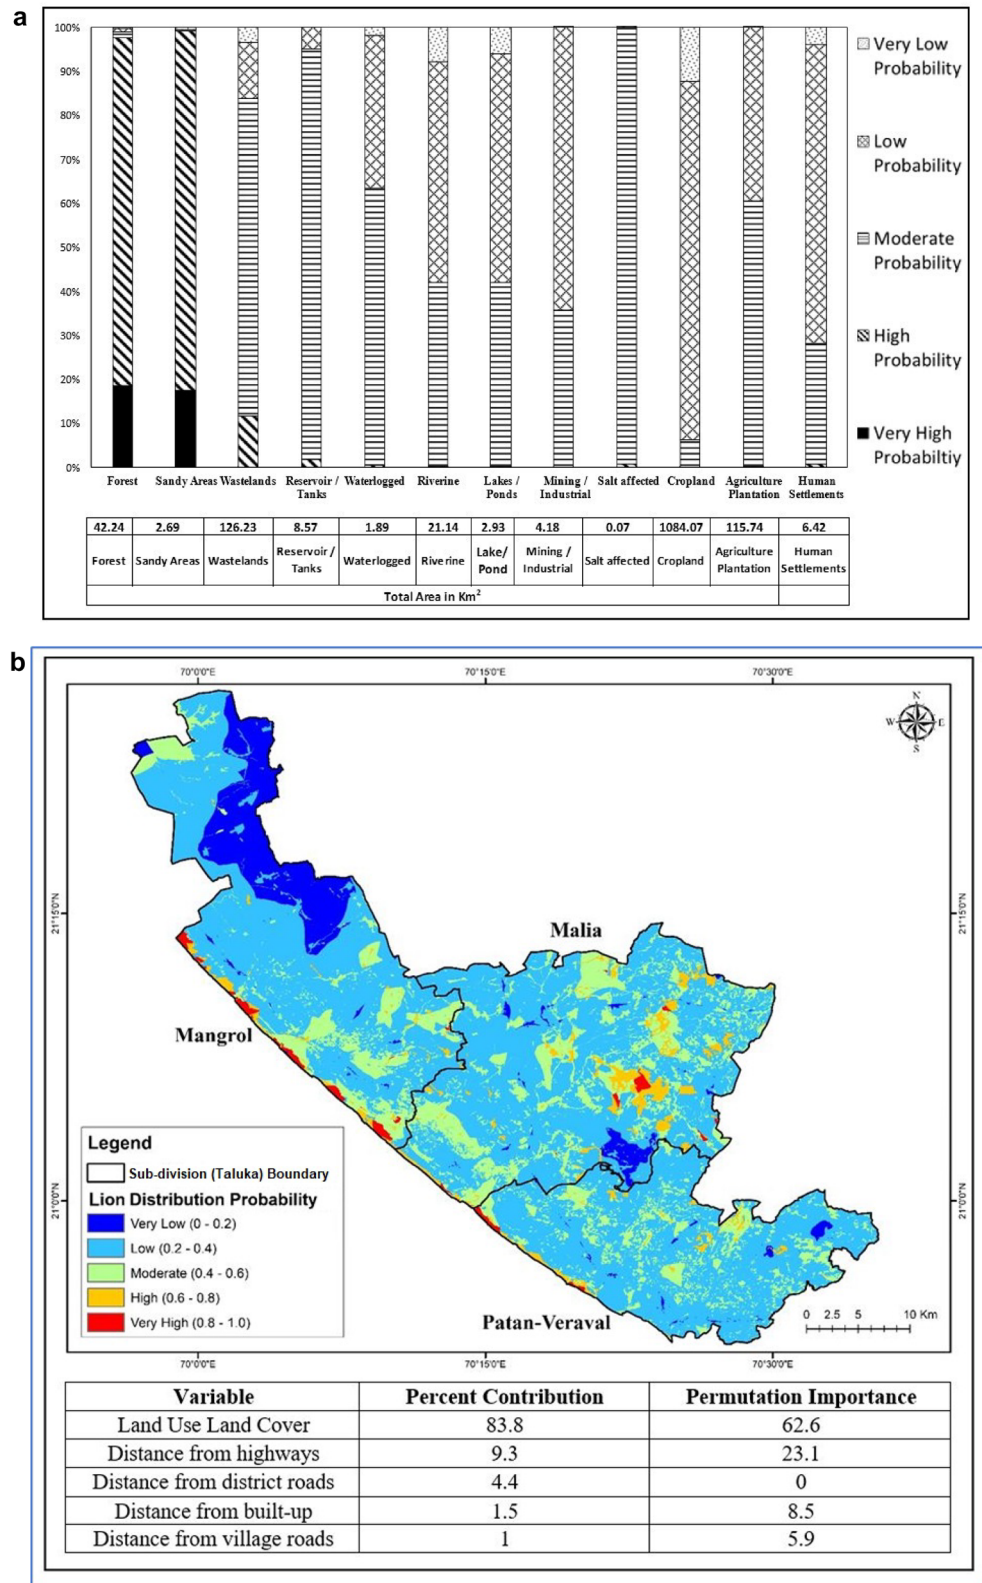 a
100%
90%
80%
70%
60%
50%
40%
30%
20%
10%
0%
Forest
Sandy Areas
Wastelands
Reservoir /
Tanks
Waterlogged
Riverine
Lakes /
Ponds
Mining /
Industrial
Salt affected
Cropland
Agriculture
Plantation
Human
Settlements
Very Low
Probability
Low
Probability
Moderate
Probability
High
Probability
Very High
Probabiltiy
42.24 2.69 126.23 8.57 1.89 21.14 2.93 4.18 0.07 1084.07 115.74 6.42
Forest
Sandy Areas
Wastelands
Reservoir /
Tanks
Waterlogged
Riverine
Lake/
Pond
Mining /
Industrial
Salt affected
Cropland
Agriculture
Plantation
Human
Settlements
Total Area in Km²
b
70°0'0"E 70°15'0"E 70°30'0"E
N
W E
S
21°15'0"N 21°15'0"N
Malia
Mangrol
21°0'0"N 21°0'0"N
Patan-Veraval
Legend
Sub-division (Taluka) Boundary
Lion Distribution Probability
Very Low (0 - 0.2)
Low (0.2 - 0.4)
Moderate (0.4 - 0.6)
High (0.6 - 0.8)
Very High (0.8 - 1.0)
0 2.5 5 10 Km
70°0'0"E 70°15'0"E 70°30'0"E
Variable Percent Contribution Permutation Importance
Land Use Land Cover 83.8 62.6
Distance from highways 9.3 23.1
Distance from district roads 4.4 0
Distance from built-up 1.5 8.5
Distance from village roads 1 5.9